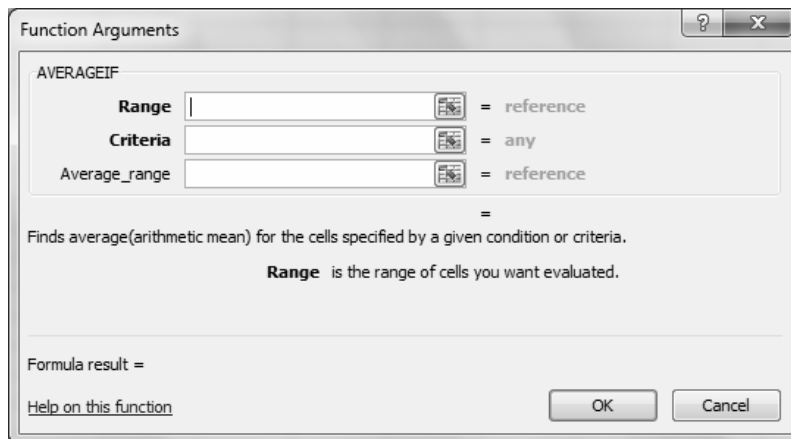 Function Arguments
AVERAGEIF
Range = reference
Criteria = any
Average_range = reference
=
Finds average(arithmetic mean) for the cells specified by a given condition or criteria.
Range is the range of cells you want evaluated.
Formula result =
Help on this function
OK Cancel